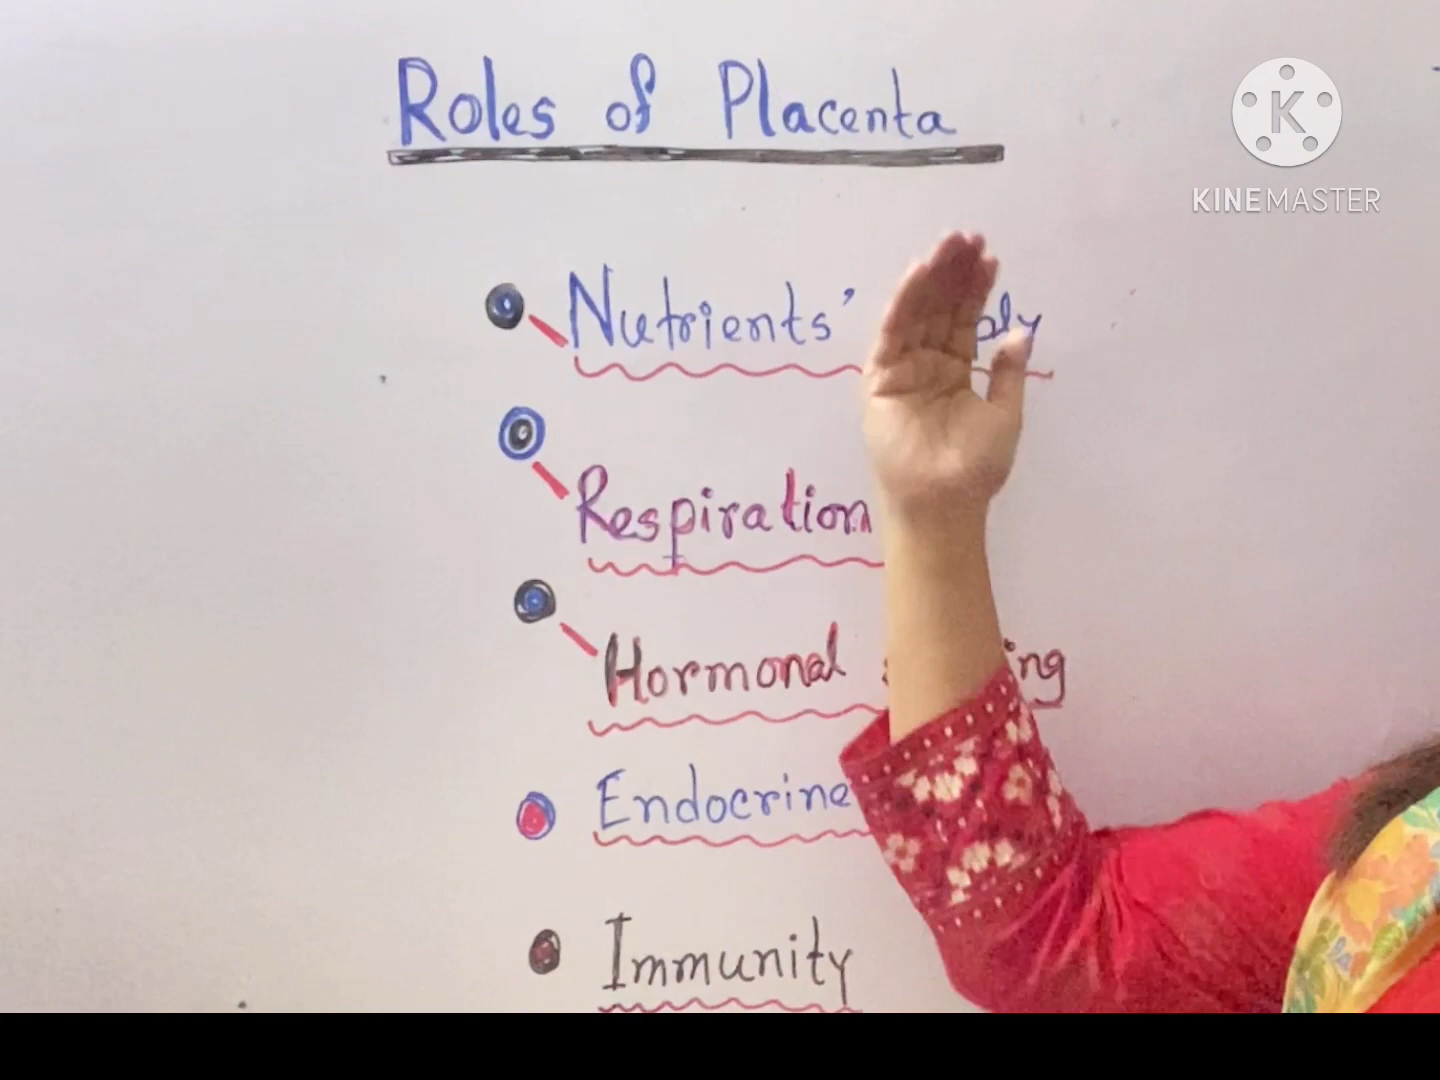 Roles of Placenta
Nutrients'
Respiration
Hormonal
Endocrine
Immunity
K
KINEMASTER